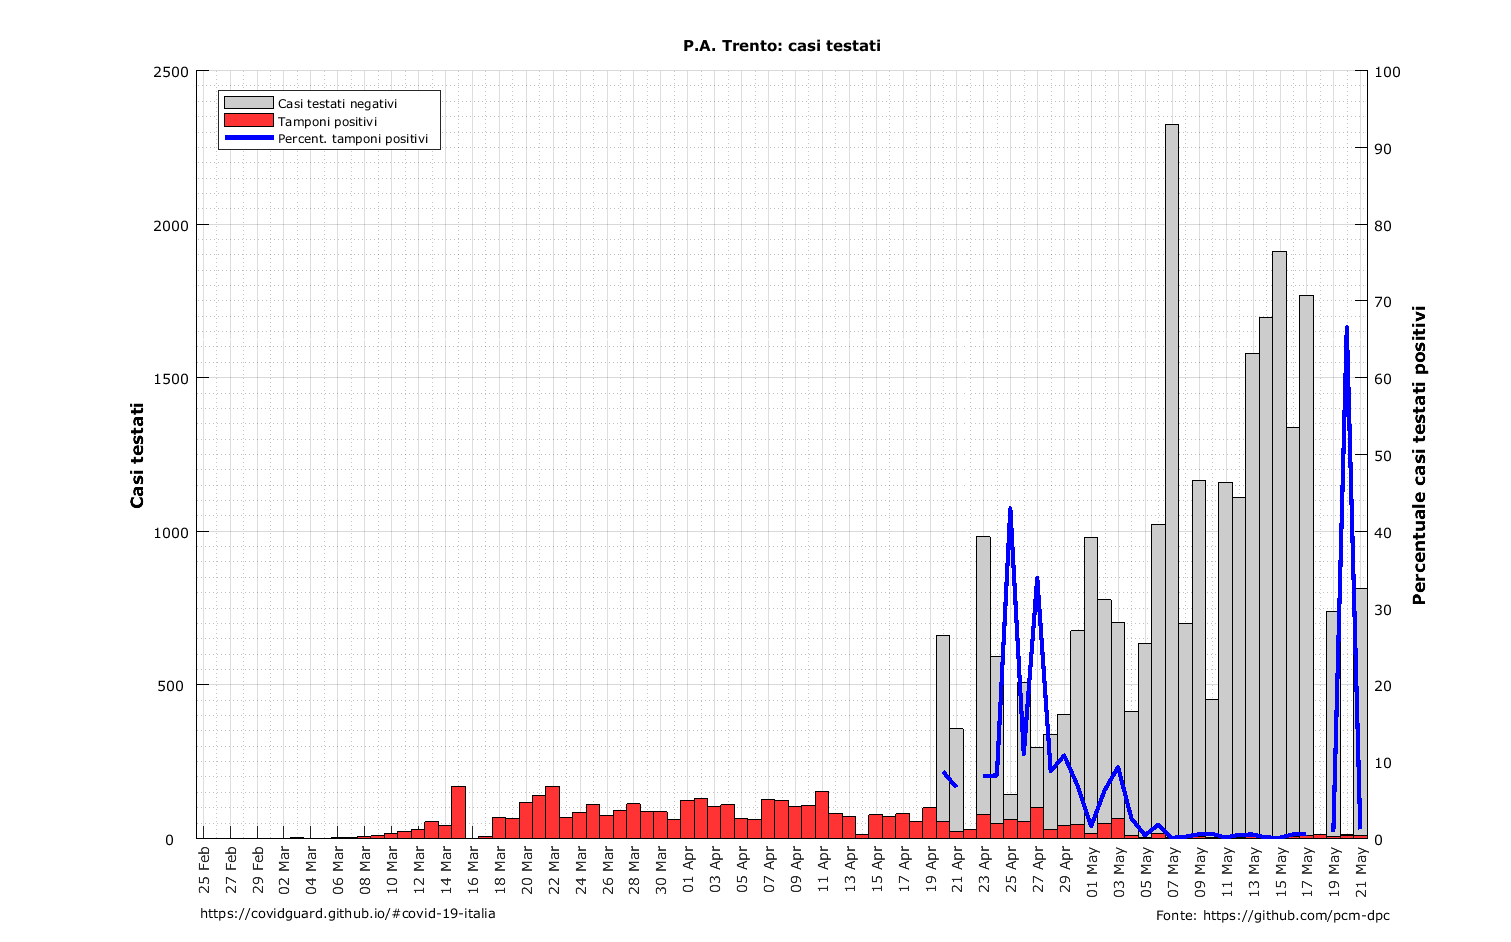 P.A. Trento: casi testati
Casi testati negativi
Tamponi positivi
Percent. tamponi positivi
Casi testati
2500
2000
1500
1000
500
0
100
90
80
70
60
50
40
30
20
10
0
Percentuale casi testati positivi
25 Feb
27 Feb
29 Feb
02 Mar
04 Mar
06 Mar
08 Mar
10 Mar
12 Mar
14 Mar
16 Mar
18 Mar
20 Mar
22 Mar
24 Mar
26 Mar
28 Mar
30 Mar
01 Apr
03 Apr
05 Apr
07 Apr
09 Apr
11 Apr
13 Apr
15 Apr
17 Apr
19 Apr
21 Apr
23 Apr
25 Apr
27 Apr
29 Apr
01 May
03 May
05 May
07 May
09 May
11 May
13 May
15 May
17 May
19 May
21 May
https://covidguard.github.io/#covid-19-italia
Fonte: https://github.com/pcm-dpc